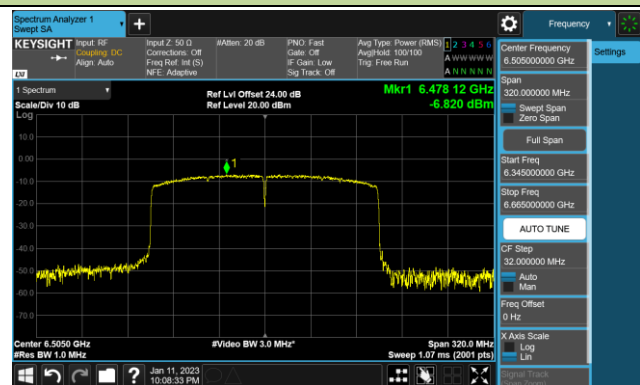 Spectrum Analyzer 1
Swept SA
Frequency
KEYSIGHT
Input: RF
Coupling: DC
Align: Auto
Input Z: 50 Ω
Corrections: Off
Freq Ref: Int (S)
NFE: Adaptive
#Atten: 20 dB
PNO: Fast
Gate: Off
IF Gain: Low
Sig Track: Off
Avg Type: Power (RMS)
Avg|Hold: 100/100
Trig: Free Run
1 2 3 4 5 6
A W W W W W
A N N N N N
LXI
1 Spectrum
Scale/Div 10 dB
Log
Ref Lvl Offset 24.00 dB
Ref Level 20.00 dBm
Mkr1 6.478 12 GHz
-6.820 dBm
10.0
0.00
-10.0
-20.0
-30.0
-40.0
-50.0
-60.0
-70.0
1
Center 6.5050 GHz
#Res BW 1.0 MHz
#Video BW 3.0 MHz*
Span 320.0 MHz
Sweep 1.07 ms (2001 pts)
Center Frequency
6.505000000 GHz
Span
320.000000 MHz
Swept Span
Zero Span
Full Span
Start Freq
6.345000000 GHz
Stop Freq
6.665000000 GHz
AUTO TUNE
CF Step
32.000000 MHz
Auto
Man
Freq Offset
0 Hz
X Axis Scale
Log
Lin
Signal Track
Settings
Jan 11, 2023
10:08:33 PM